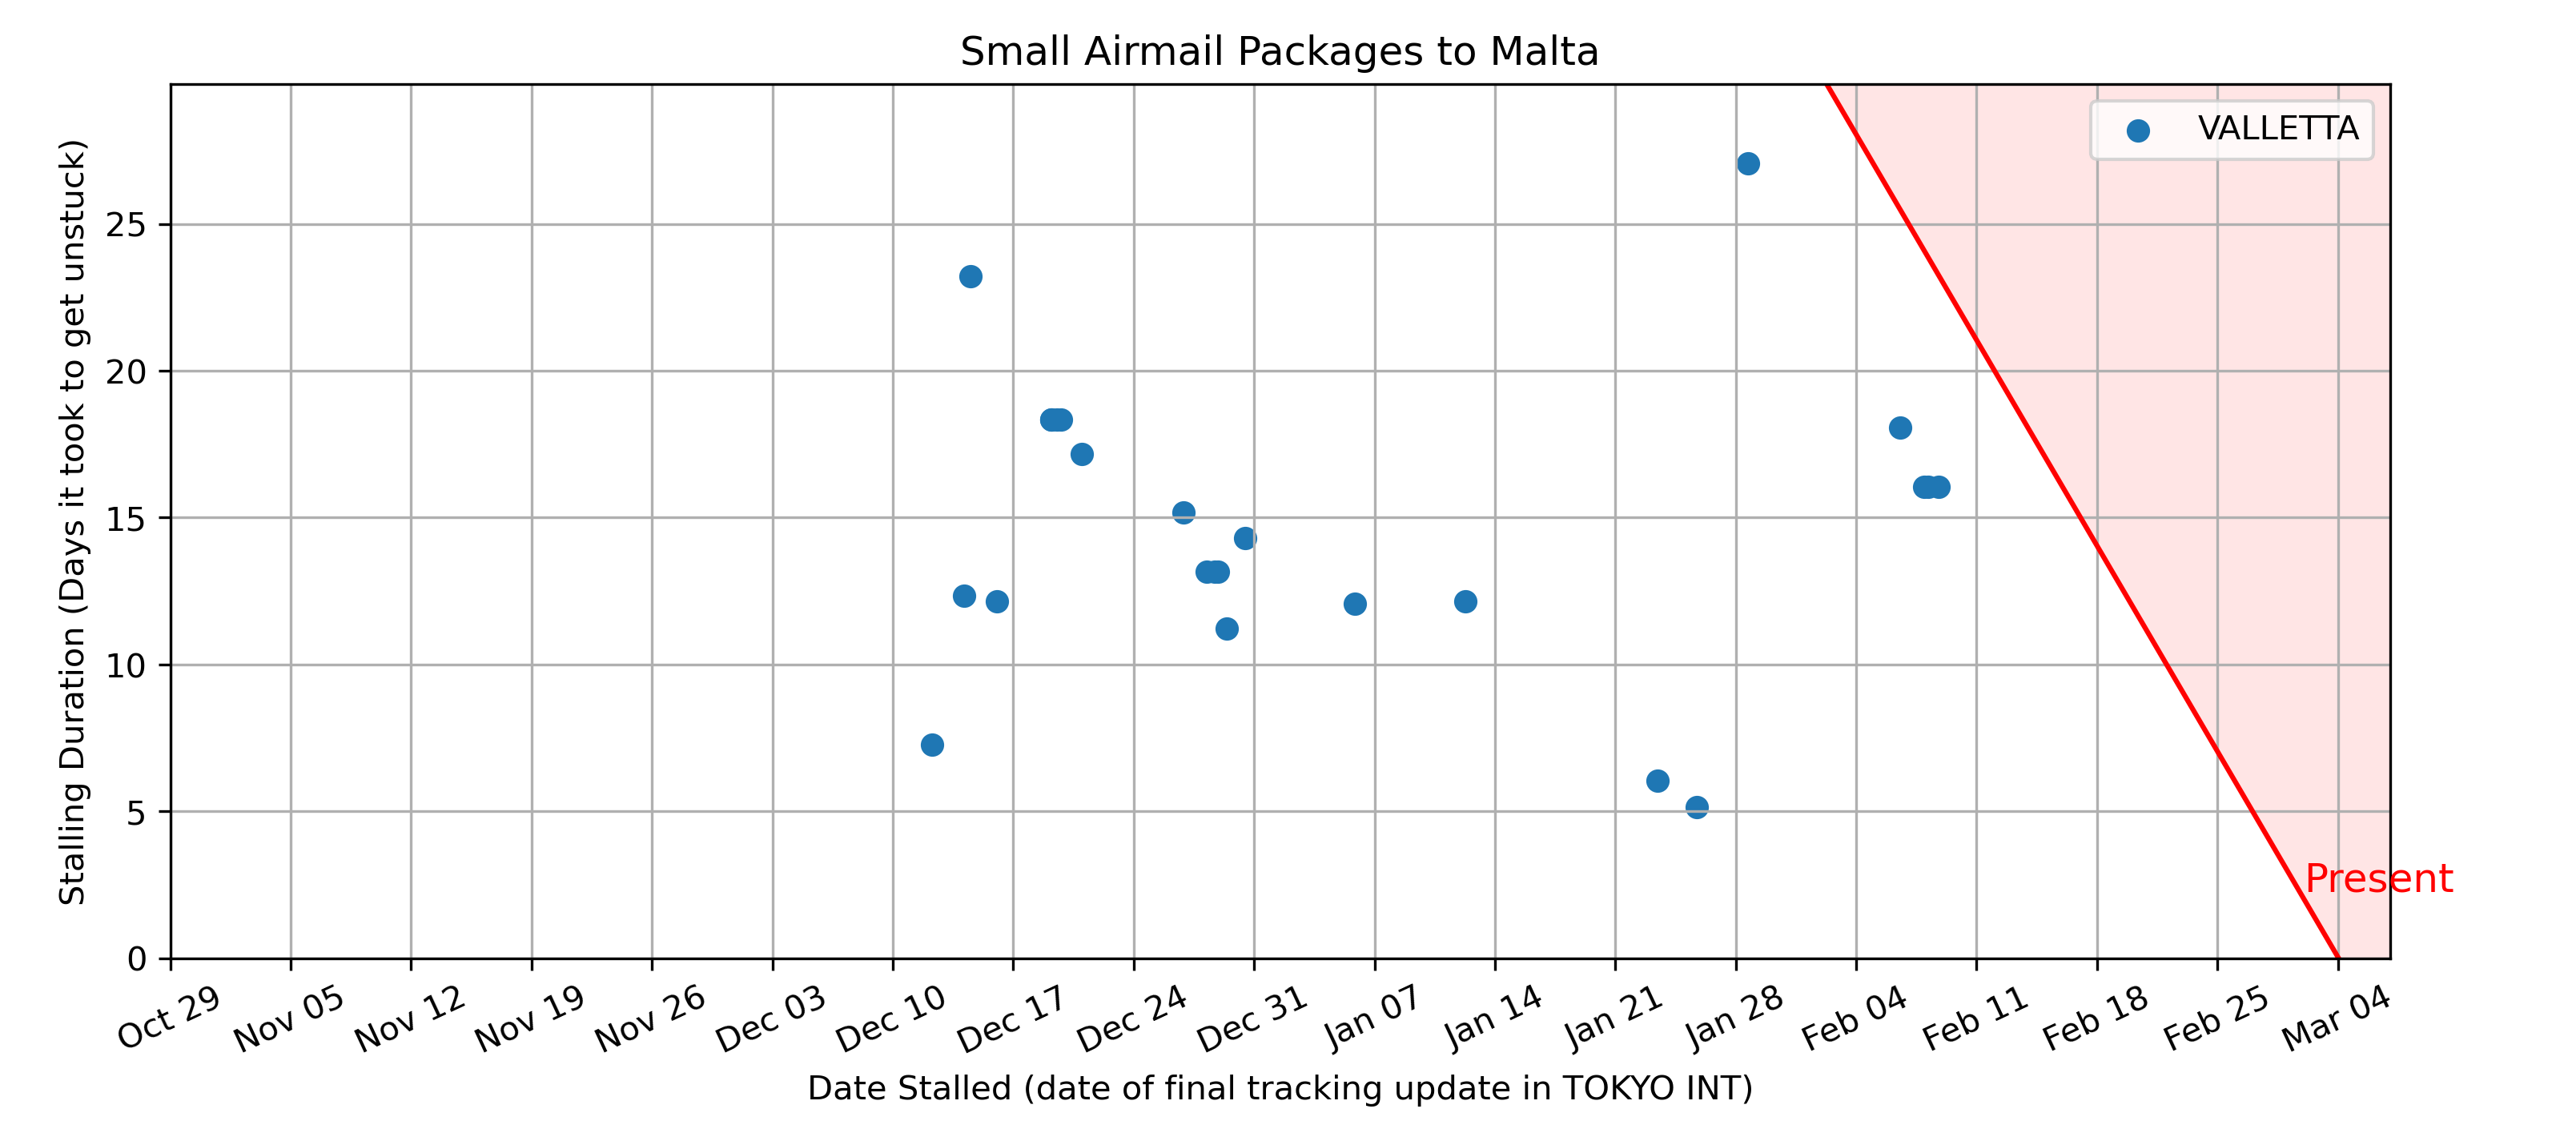 Small Airmail Packages to Malta
VALLETTA
Stalling Duration (Days it took to get unstuck)
25
20
15
10
5
0
Present
Oct 29
Nov 05
Nov 12
Nov 19
Nov 26
Dec 03
Dec 10
Dec 17
Dec 24
Dec 31
Jan 07
Jan 14
Jan 21
Jan 28
Feb 04
Feb 11
Feb 18
Feb 25
Mar 04
Date Stalled (date of final tracking update in TOKYO INT)